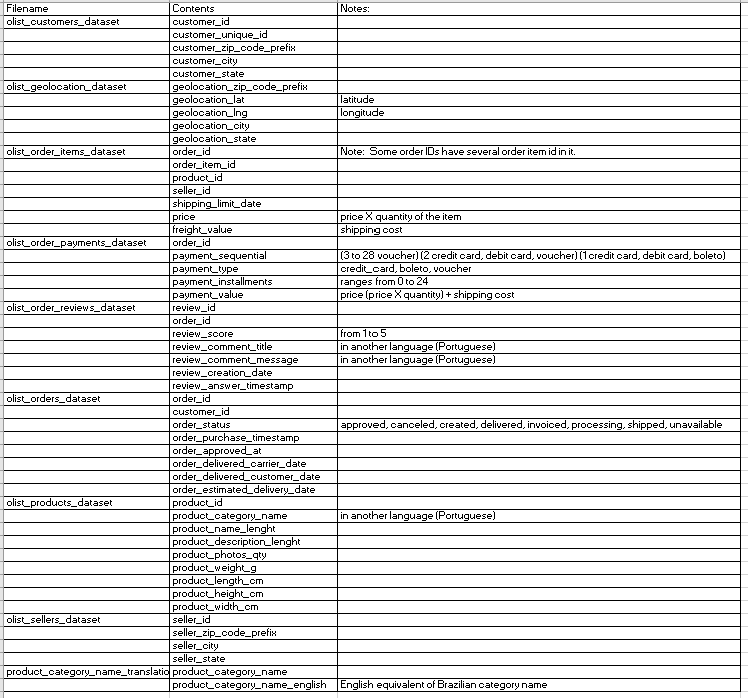 Filename Contents Notes:
olist_customers_dataset customer_id
customer_unique_id
customer_zip_code_prefix
customer_city
customer_state
olist_geolocation_dataset geolocation_zip_code_prefix
geolocation_lat latitude
geolocation_lng longitude
geolocation_city
geolocation_state
olist_order_items_dataset order_id Note: Some order IDs have several order item id in it.
order_item_id
product_id
seller_id
shipping_limit_date
price price X quantity of the item
freight_value shipping cost
olist_order_payments_dataset order_id
payment_sequential (3 to 28 voucher) (2 credit card, debit card, voucher) (1 credit card, debit card, boleto)
payment_type credit_card, boleto, voucher
payment_installments ranges from 0 to 24
payment_value price (price X quantity) + shipping cost
olist_order_reviews_dataset review_id
order_id
review_score from 1 to 5
review_comment_title in another language (Portuguese)
review_comment_message in another language (Portuguese)
review_creation_date
review_answer_timestamp
olist_orders_dataset order_id
customer_id
order_status approved, canceled, created, delivered, invoiced, processing, shipped, unavailable
order_purchase_timestamp
order_approved_at
order_delivered_carrier_date
order_delivered_customer_date
order_estimated_delivery_date
olist_products_dataset product_id
product_category_name in another language (Portuguese)
product_name_lenght
product_description_lenght
product_photos_qty
product_weight_g
product_length_cm
product_height_cm
product_width_cm
olist_sellers_dataset seller_id
seller_zip_code_prefix
seller_city
seller_state
product_category_name_translatio product_category_name
product_category_name_english English equivalent of Brazilian category name